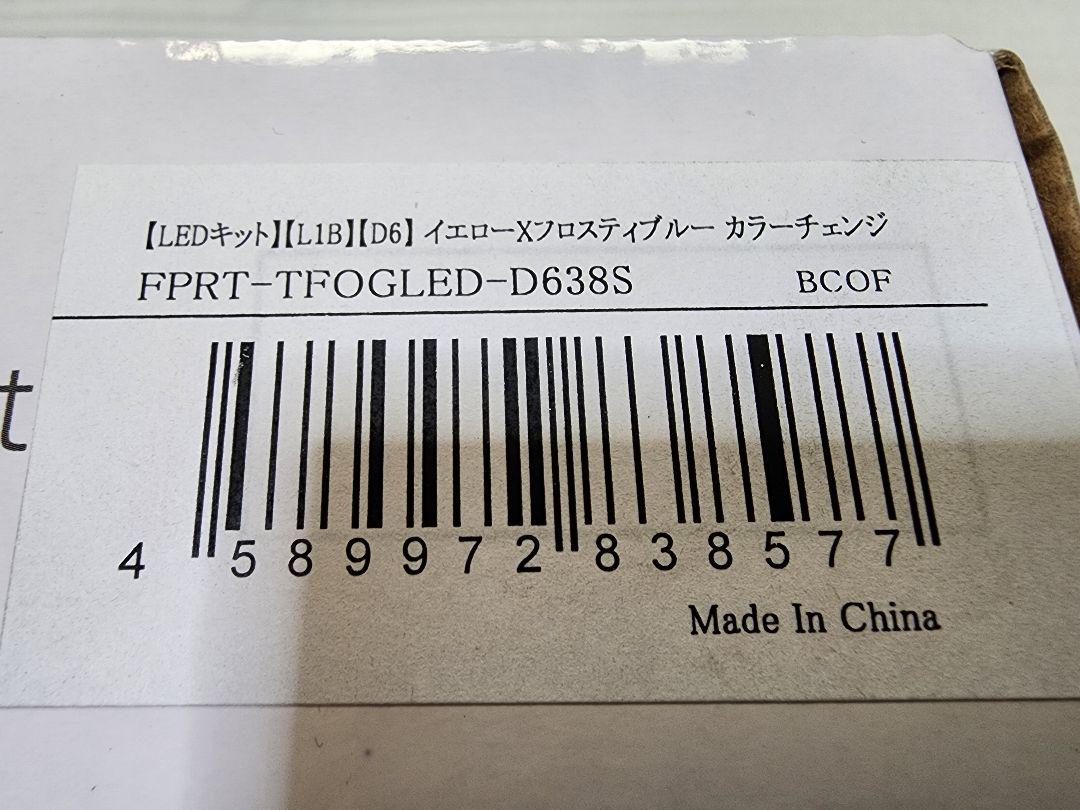 【LEDキット】【L1B】【D6】 イエローXフロスティブルー カラーチェンジ
FPRT-TFOGLED-D638S BCOF
t
4 589972 838577
Made In China